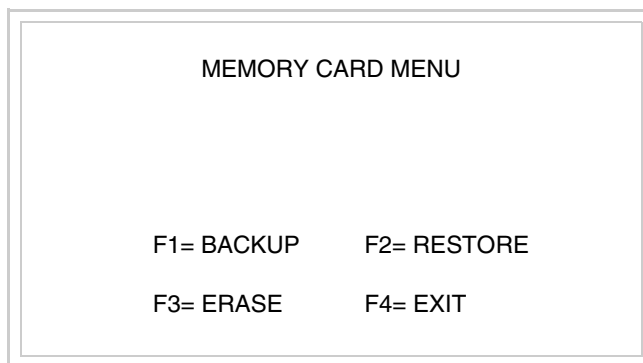 MEMORY CARD MENU
F1= BACKUP F2= RESTORE
F3= ERASE F4= EXIT